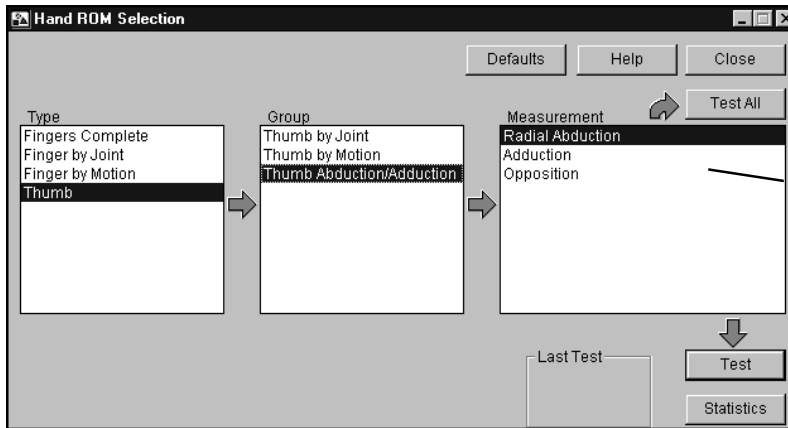 Hand ROM Selection
Defaults Help Close
Test All
Type Group Measurement
Fingers Complete Thumb by Joint Radial Abduction
Finger by Joint Thumb by Motion Adduction
Finger by Motion Thumb Abduction/Adduction Opposition
Thumb
Last Test
Test
Statistics